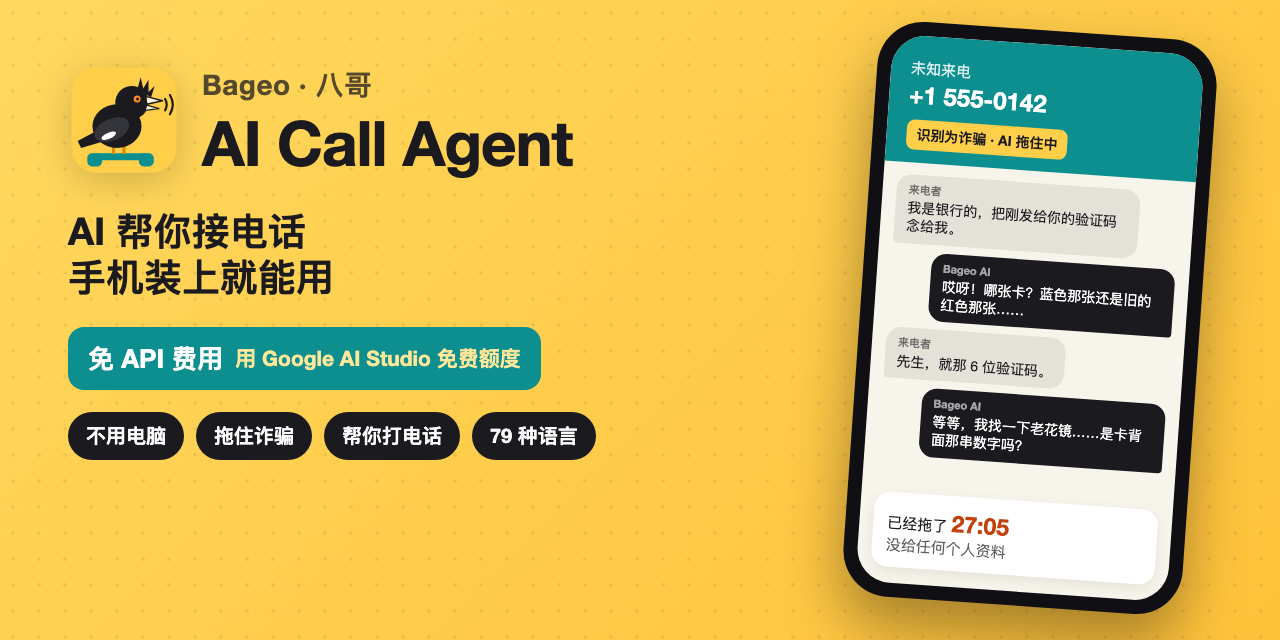 Bageo · 八哥
AI Call Agent
AI 帮你接电话
手机装上就能用
免 API 费用 用 Google AI Studio 免费额度
不用电脑
拖住诈骗
帮你打电话
79 种语言
未知来电
+1 555-0142
识别为诈骗 · AI 拖住中
来电者
我是银行的，把刚发给你的验证码
念给我。
Bageo AI
哎呀！哪张卡？蓝色那张还是旧的
红色那张……
来电者
先生，就那 6 位验证码。
Bageo AI
等等，我找一下老花镜……是卡背
面那串数字吗？
已经拖了 27:05
没给任何个人资料